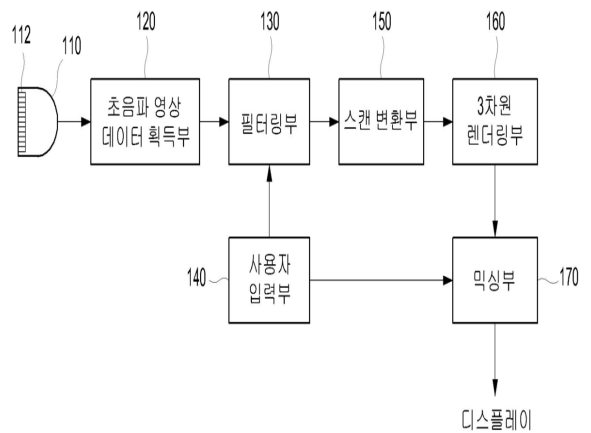 112
110
120
130
150
160
초음파 영상
데이터 획득부
필터링부
스캔 변환부
3차원
렌더링부
140
사용자
입력부
믹싱부
170
디스플레이